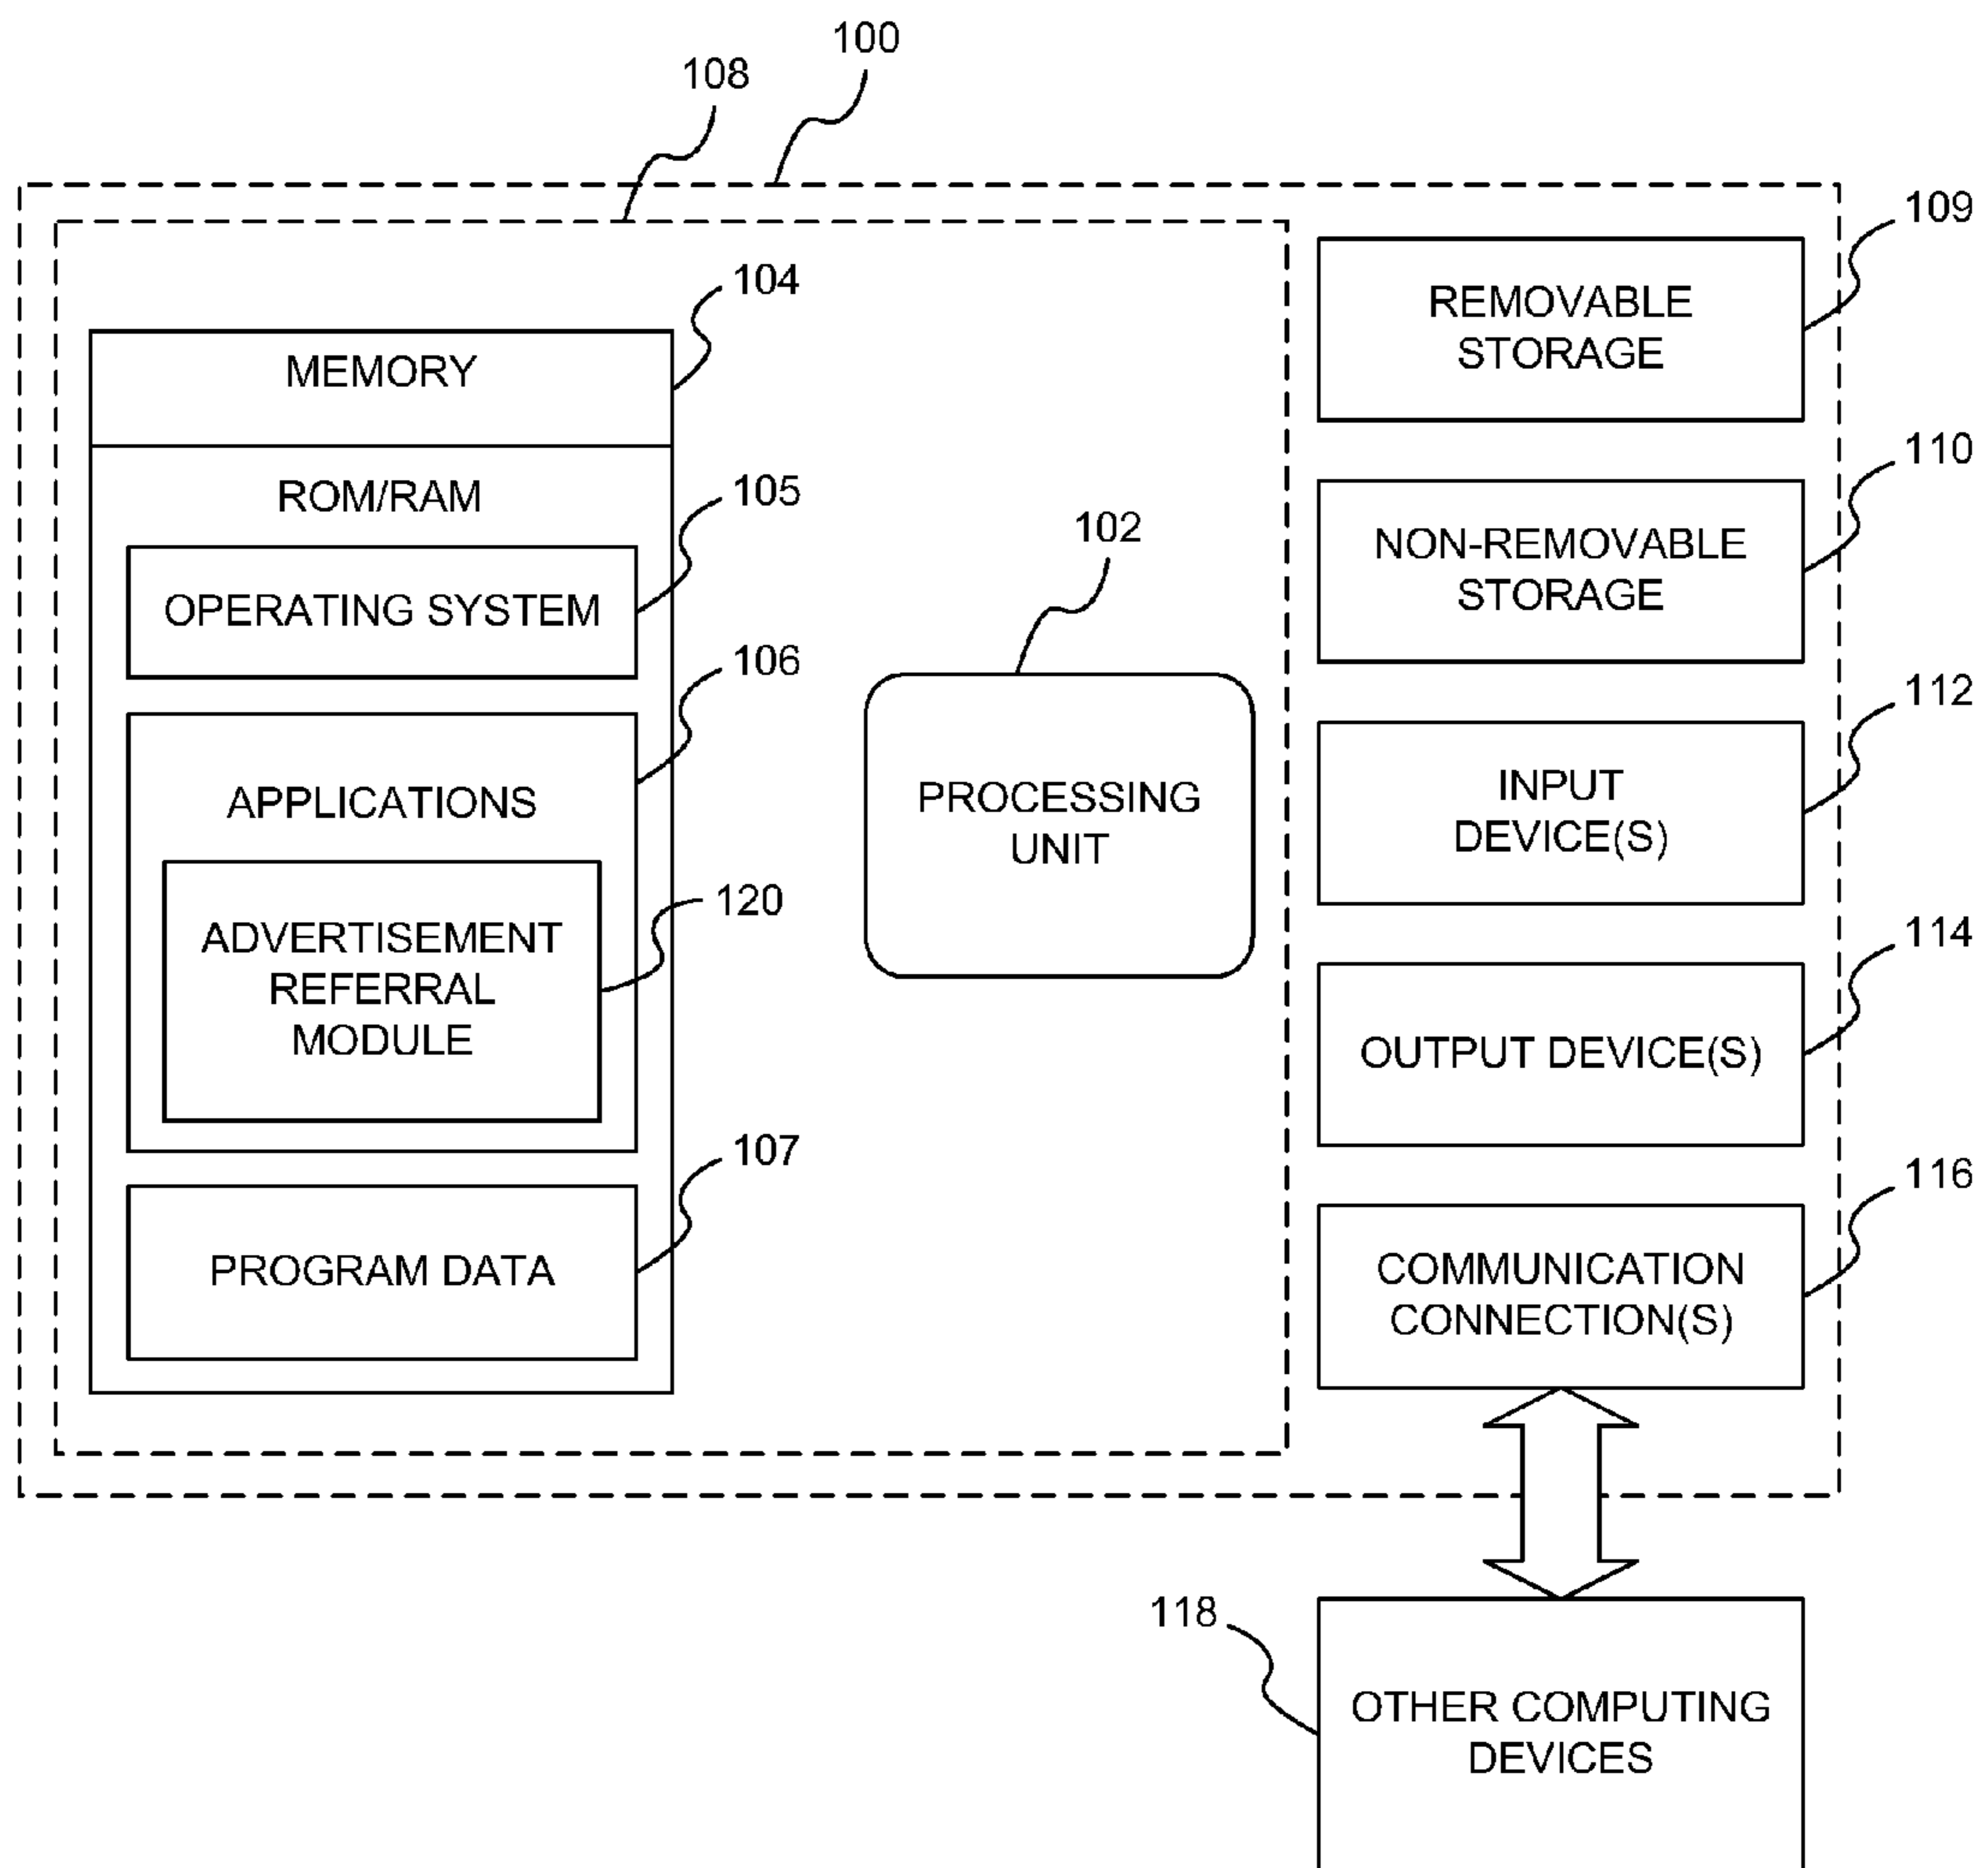 100
108
109
104
REMOVABLE
STORAGE
MEMORY
110
ROM/RAM
105
102
NON-REMOVABLE
STORAGE
OPERATING SYSTEM
106
112
APPLICATIONS
PROCESSING
UNIT
INPUT
DEVICE(S)
120
114
ADVERTISEMENT
REFERRAL
MODULE
OUTPUT DEVICE(S)
107
116
PROGRAM DATA
COMMUNICATION
CONNECTION(S)
118
OTHER COMPUTING
DEVICES